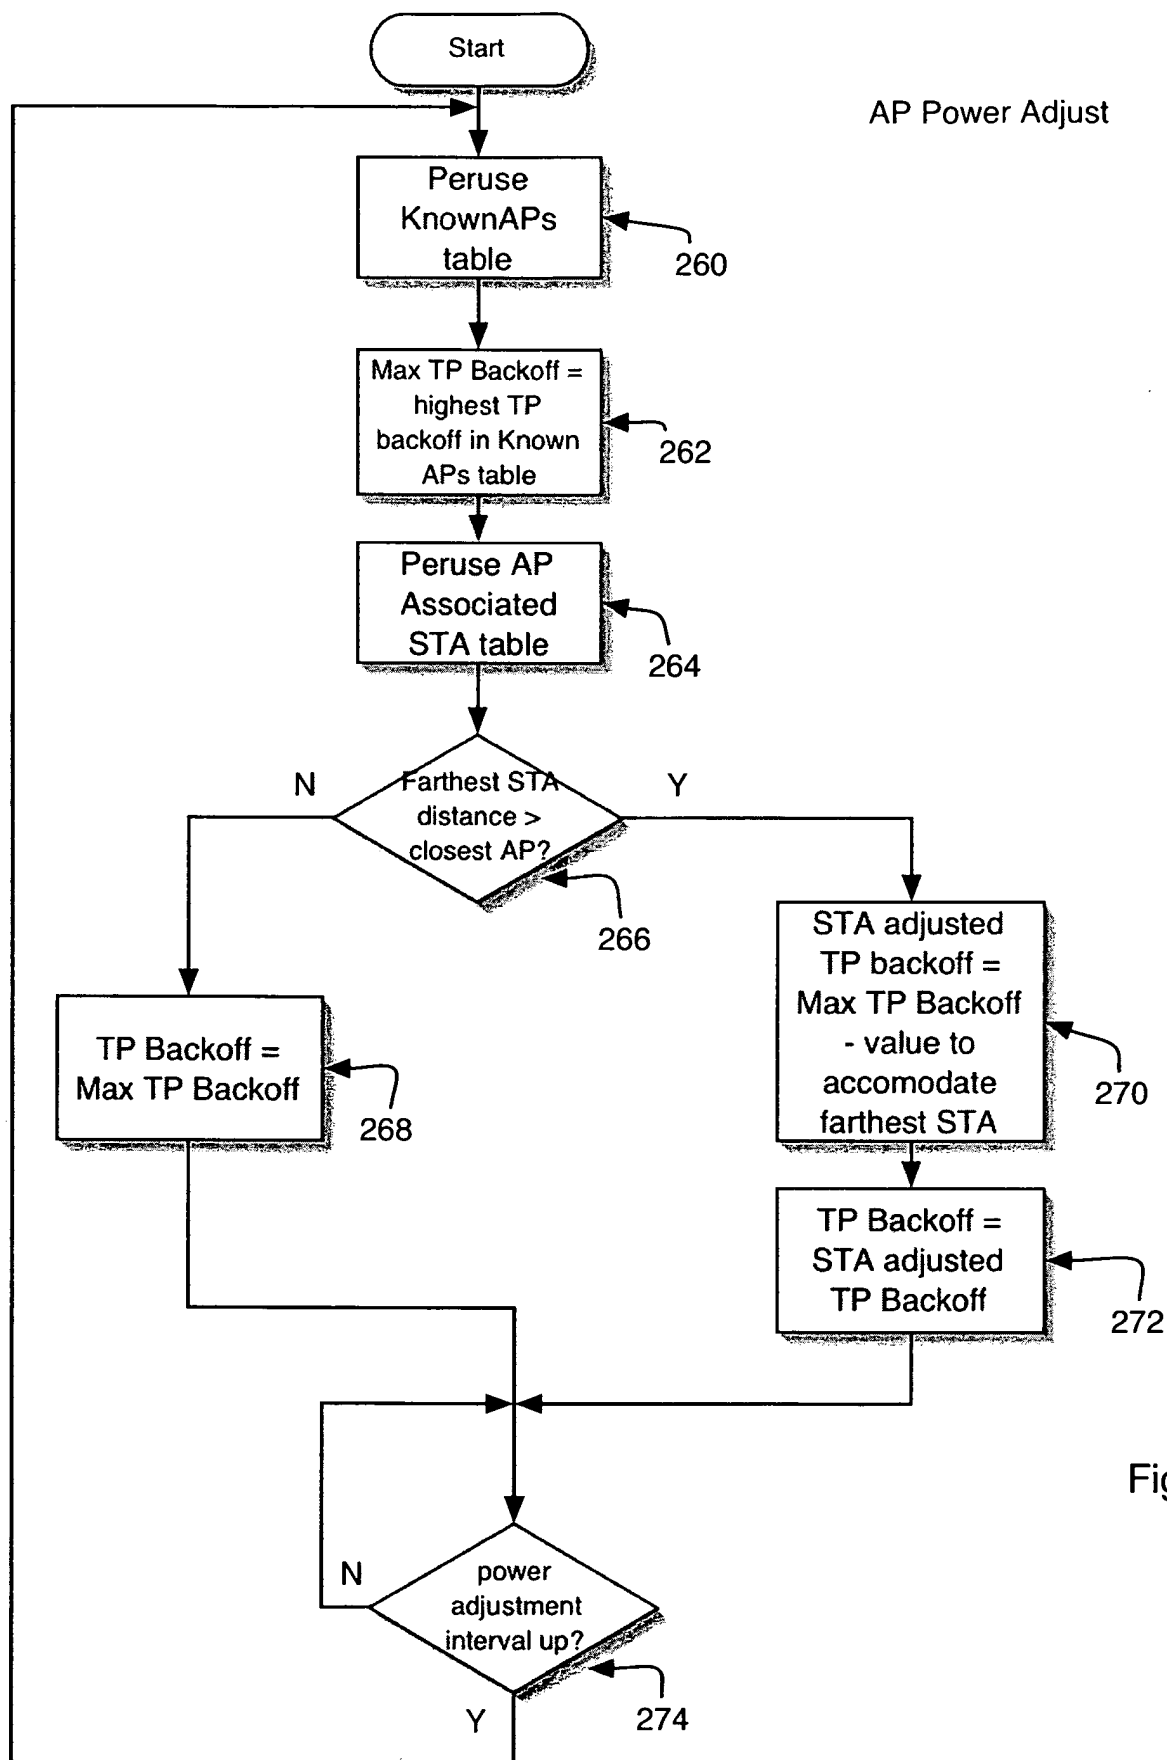 Start
AP Power Adjust
Peruse
KnownAPs
table
260
Max TP Backoff =
highest TP
backoff in Known
APs table
262
Peruse AP
Associated
STA table
264
N
Y
Farthest STA
distance >
closest AP?
266
STA adjusted
TP backoff =
Max TP Backoff
- value to
accomodate
farthest STA
270
TP Backoff =
Max TP Backoff
268
TP Backoff =
STA adjusted
TP Backoff
272
N
power
adjustment
interval up?
274
Y